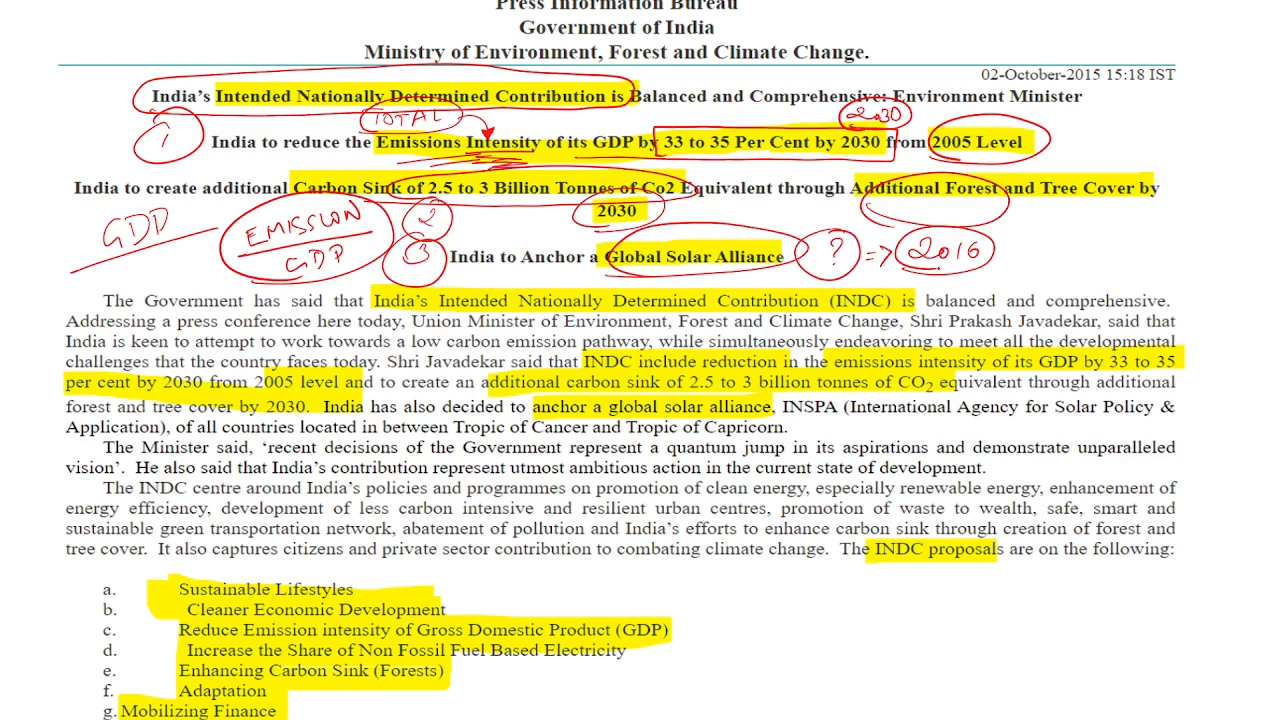 Press Information Bureau
Government of India
Ministry of Environment, Forest and Climate Change.
02-October-2015 15:18 IST
India's Intended Nationally Determined Contribution is Balanced and Comprehensive: Environment Minister
TOTAL
2030
1
India to reduce the Emissions Intensity of its GDP by 33 to 35 Per Cent by 2030 from 2005 Level
India to create additional Carbon Sink of 2.5 to 3 Billion Tonnes of Co2 Equivalent through Additional Forest and Tree Cover by
2030
GDP
EMISSION
GDP
2
3
India to Anchor a Global Solar Alliance
? => 2016
The Government has said that India's Intended Nationally Determined Contribution (INDC) is balanced and comprehensive.
Addressing a press conference here today, Union Minister of Environment, Forest and Climate Change, Shri Prakash Javadekar, said that
India is keen to attempt to work towards a low carbon emission pathway, while simultaneously endeavoring to meet all the developmental
challenges that the country faces today. Shri Javadekar said that INDC include reduction in the emissions intensity of its GDP by 33 to 35
per cent by 2030 from 2005 level and to create an additional carbon sink of 2.5 to 3 billion tonnes of CO2 equivalent through additional
forest and tree cover by 2030. India has also decided to anchor a global solar alliance, INSPA (International Agency for Solar Policy &
Application), of all countries located in between Tropic of Cancer and Tropic of Capricorn.
The Minister said, ‘recent decisions of the Government represent a quantum jump in its aspirations and demonstrate unparalleled
vision’. He also said that India's contribution represent utmost ambitious action in the current state of development.
The INDC centre around India's policies and programmes on promotion of clean energy, especially renewable energy, enhancement of
energy efficiency, development of less carbon intensive and resilient urban centres, promotion of waste to wealth, safe, smart and
sustainable green transportation network, abatement of pollution and India's efforts to enhance carbon sink through creation of forest and
tree cover. It also captures citizens and private sector contribution to combating climate change. The INDC proposals are on the following:
a. Sustainable Lifestyles
b. Cleaner Economic Development
c. Reduce Emission intensity of Gross Domestic Product (GDP)
d. Increase the Share of Non Fossil Fuel Based Electricity
e. Enhancing Carbon Sink (Forests)
f. Adaptation
g. Mobilizing Finance